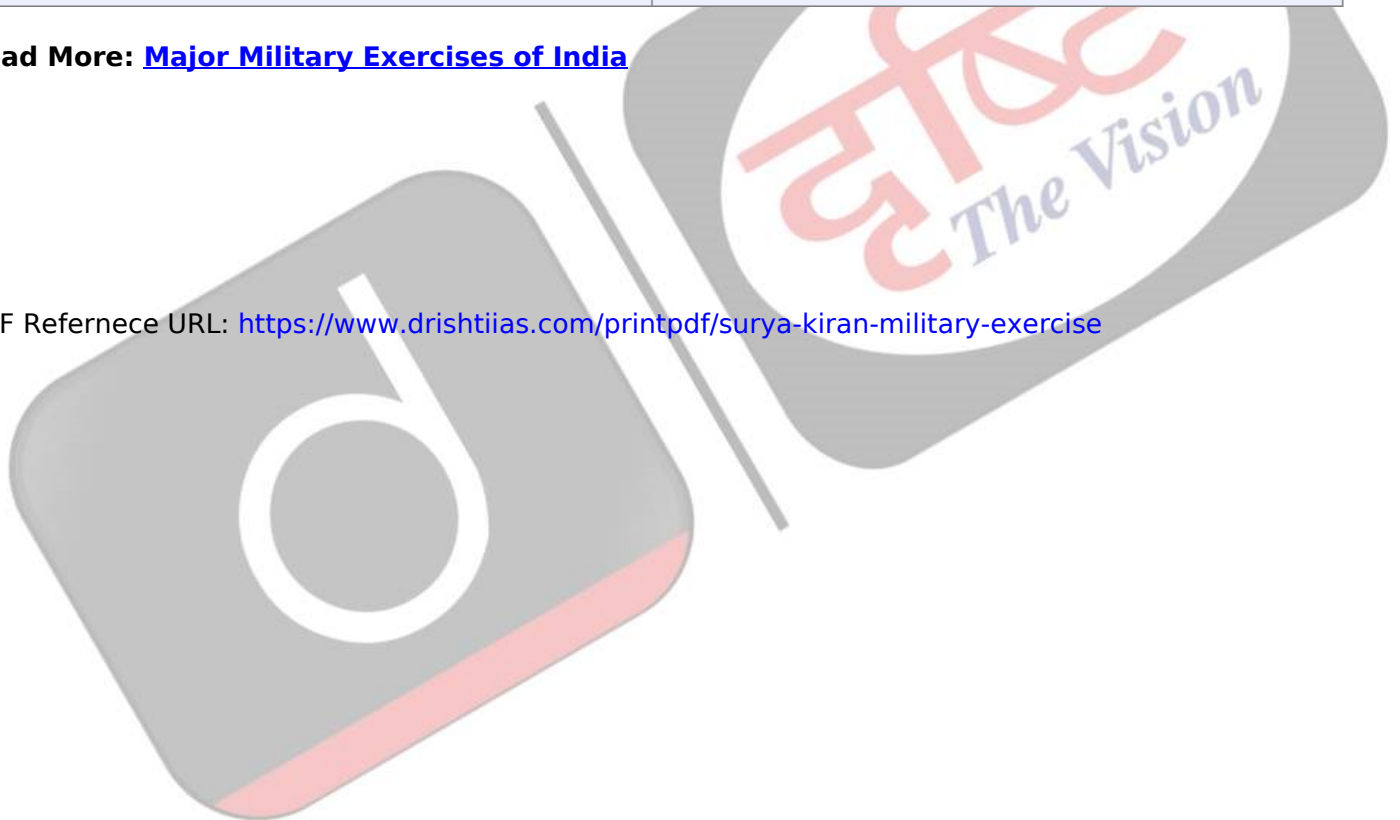 ad More: Major Military Exercises of India
दृष्टि
The Vision
F Refernece URL: https://www.drishtiias.com/printpdf/surya-kiran-military-exercise